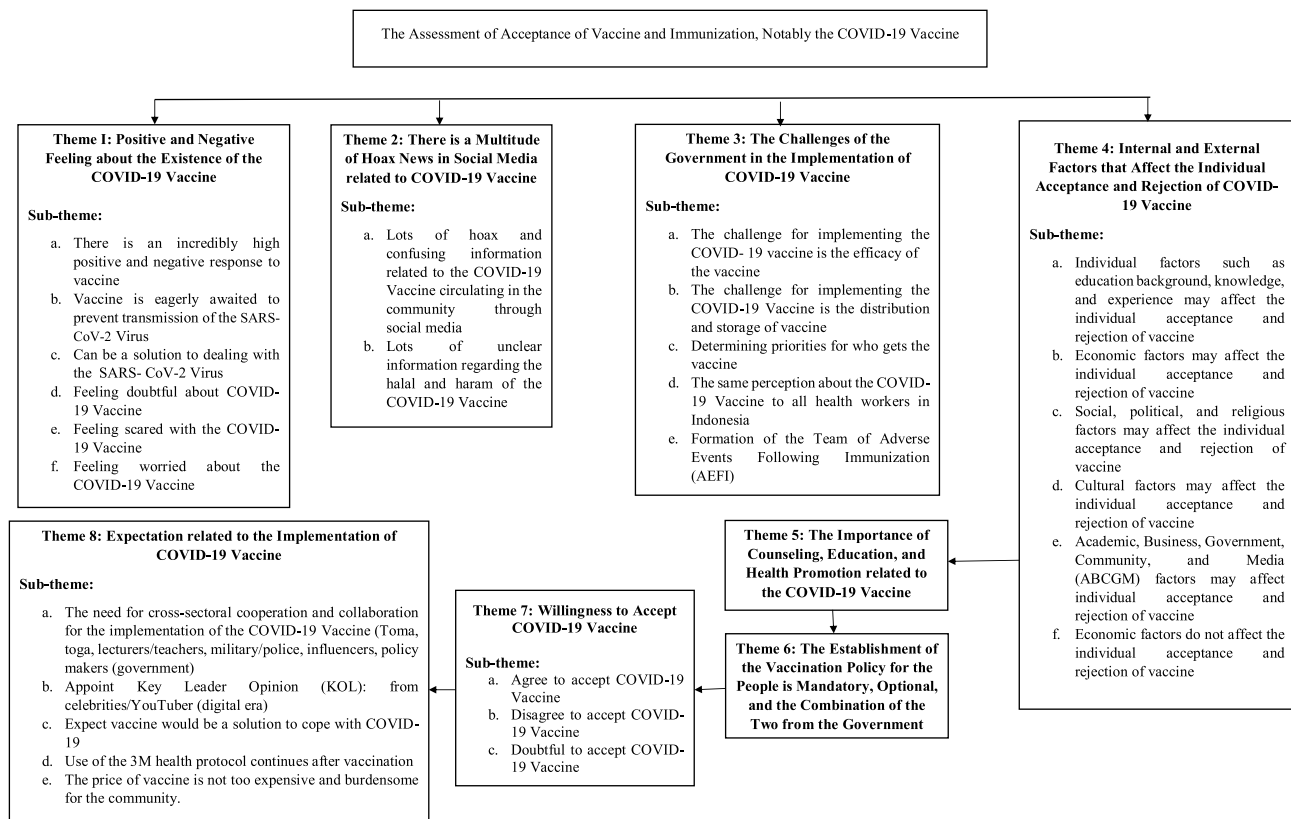 The Assessment of Acceptance of Vaccine and Immunization, Notably the COVID-19 Vaccine
Theme I: Positive and Negative
Feeling about the Existence of the
COVID-19 Vaccine
Sub-theme:
a. There is an incredibly high
positive and negative response to
vaccine
b. Vaccine is eagerly awaited to
prevent transmission of the SARS-
CoV-2 Virus
c. Can be a solution to dealing with
the SARS- CoV-2 Virus
d. Feeling doubtful about COVID-
19 Vaccine
e. Feeling scared with the COVID-
19 Vaccine
f. Feeling worried about the
COVID-19 Vaccine
Theme 2: There is a Multitude
of Hoax News in Social Media
related to COVID-19 Vaccine
Sub-theme:
a. Lots of hoax and
confusing information
related to the COVID-19
Vaccine circulating in the
community through
social media
b. Lots of unclear
information regarding the
halal and haram of the
COVID-19 Vaccine
Theme 3: The Challenges of the
Government in the Implementation of
COVID-19 Vaccine
Sub-theme:
a. The challenge for implementing the
COVID- 19 vaccine is the efficacy of
the vaccine
b. The challenge for implementing the
COVID-19 Vaccine is the distribution
and storage of vaccine
c. Determining priorities for who gets the
vaccine
d. The same perception about the COVID-
19 Vaccine to all health workers in
Indonesia
e. Formation of the Team of Adverse
Events Following Immunization
(AEFI)
Theme 4: Internal and External
Factors that Affect the Individual
Acceptance and Rejection of COVID-
19 Vaccine
Sub-theme:
a. Individual factors such as
education background, knowledge,
and experience may affect the
individual acceptance and
rejection of vaccine
b. Economic factors may affect the
individual acceptance and
rejection of vaccine
c. Social, political, and religious
factors may affect the individual
acceptance and rejection of
vaccine
d. Cultural factors may affect the
individual acceptance and
rejection of vaccine
e. Academic, Business, Government,
Community, and Media
(ABCGM) factors may affect
individual acceptance and
rejection of vaccine
f. Economic factors do not affect the
individual acceptance and
rejection of vaccine
Theme 5: The Importance of
Counseling, Education, and
Health Promotion related to
the COVID-19 Vaccine
Theme 6: The Establishment of
the Vaccination Policy for the
People is Mandatory, Optional,
and the Combination of the
Two from the Government
Theme 7: Willingness to Accept
COVID-19 Vaccine
Sub-theme:
a. Agree to accept COVID-19
Vaccine
b. Disagree to accept COVID-
19 Vaccine
c. Doubtful to accept COVID-
19 Vaccine
Theme 8: Expectation related to the Implementation of
COVID-19 Vaccine
Sub-theme:
a. The need for cross-sectoral cooperation and collaboration
for the implementation of the COVID-19 Vaccine (Toma,
toga, lecturers/teachers, military/police, influencers, policy
makers (government)
b. Appoint Key Leader Opinion (KOL): from
celebrities/YouTuber (digital era)
c. Expect vaccine would be a solution to cope with COVID-
19
d. Use of the 3M health protocol continues after vaccination
e. The price of vaccine is not too expensive and burdensome
for the community.